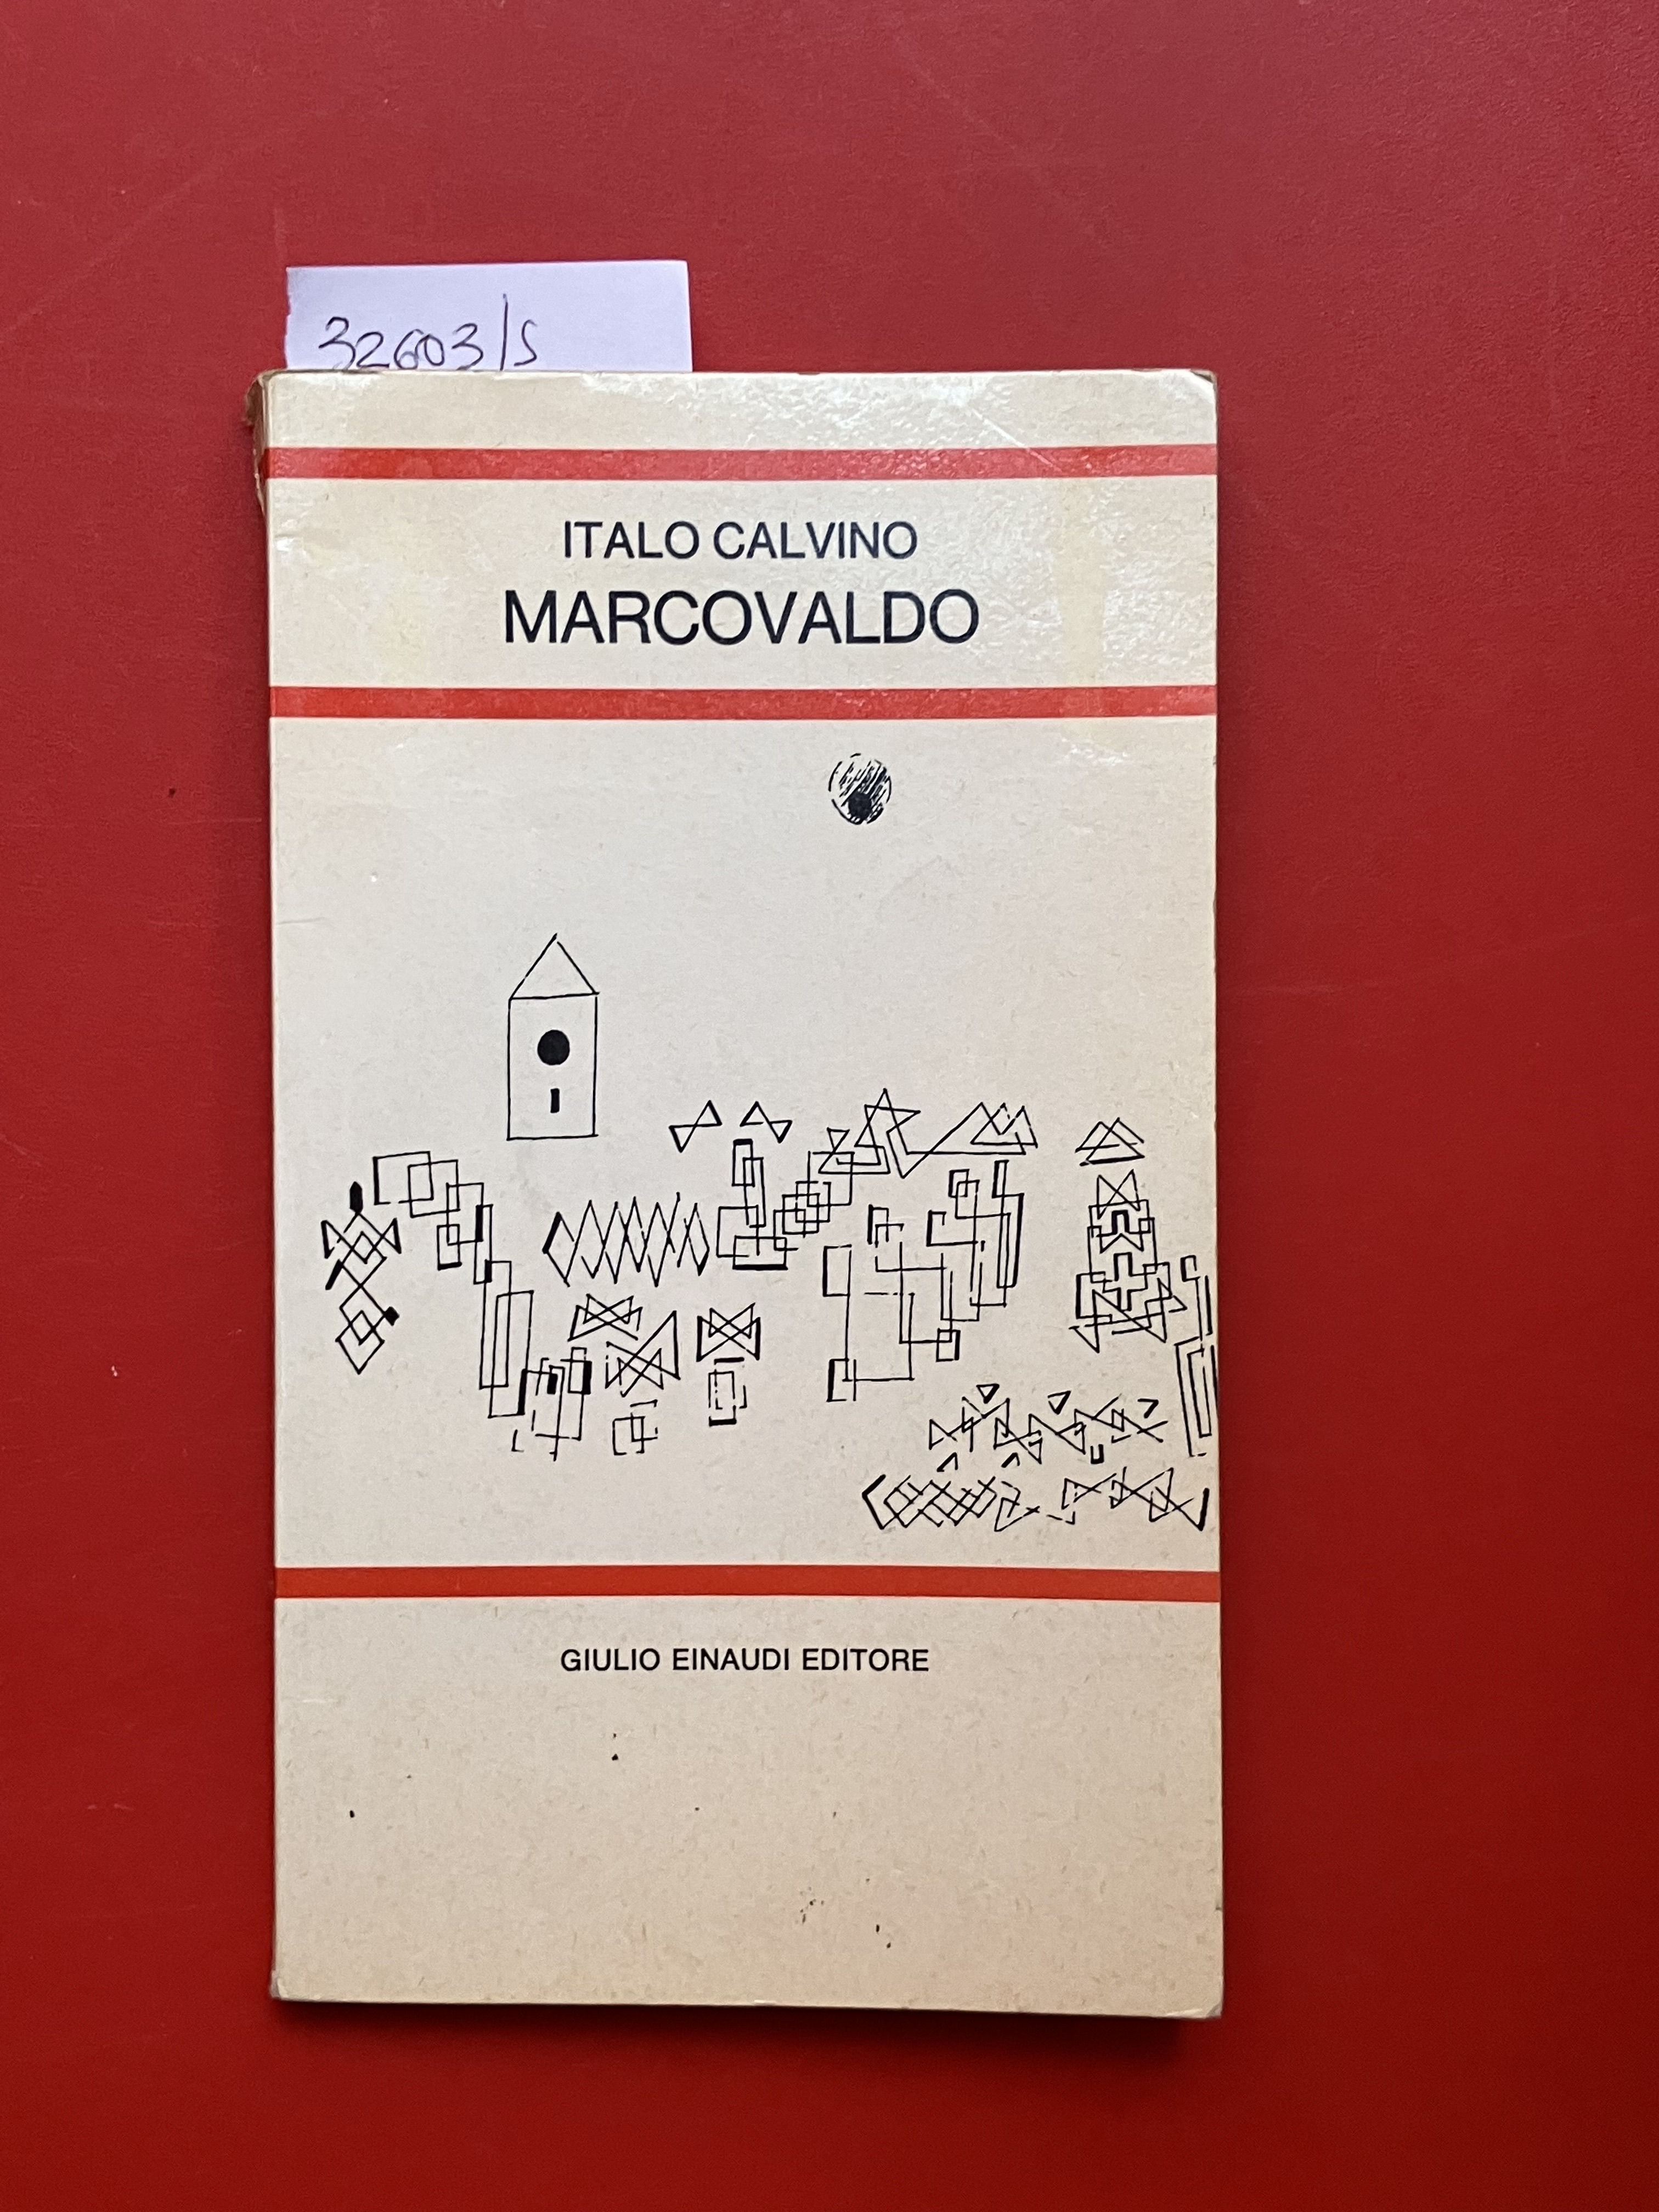 32603/S
ITALO CALVINO
MARCOVALDO
GIULIO EINAUDI EDITORE